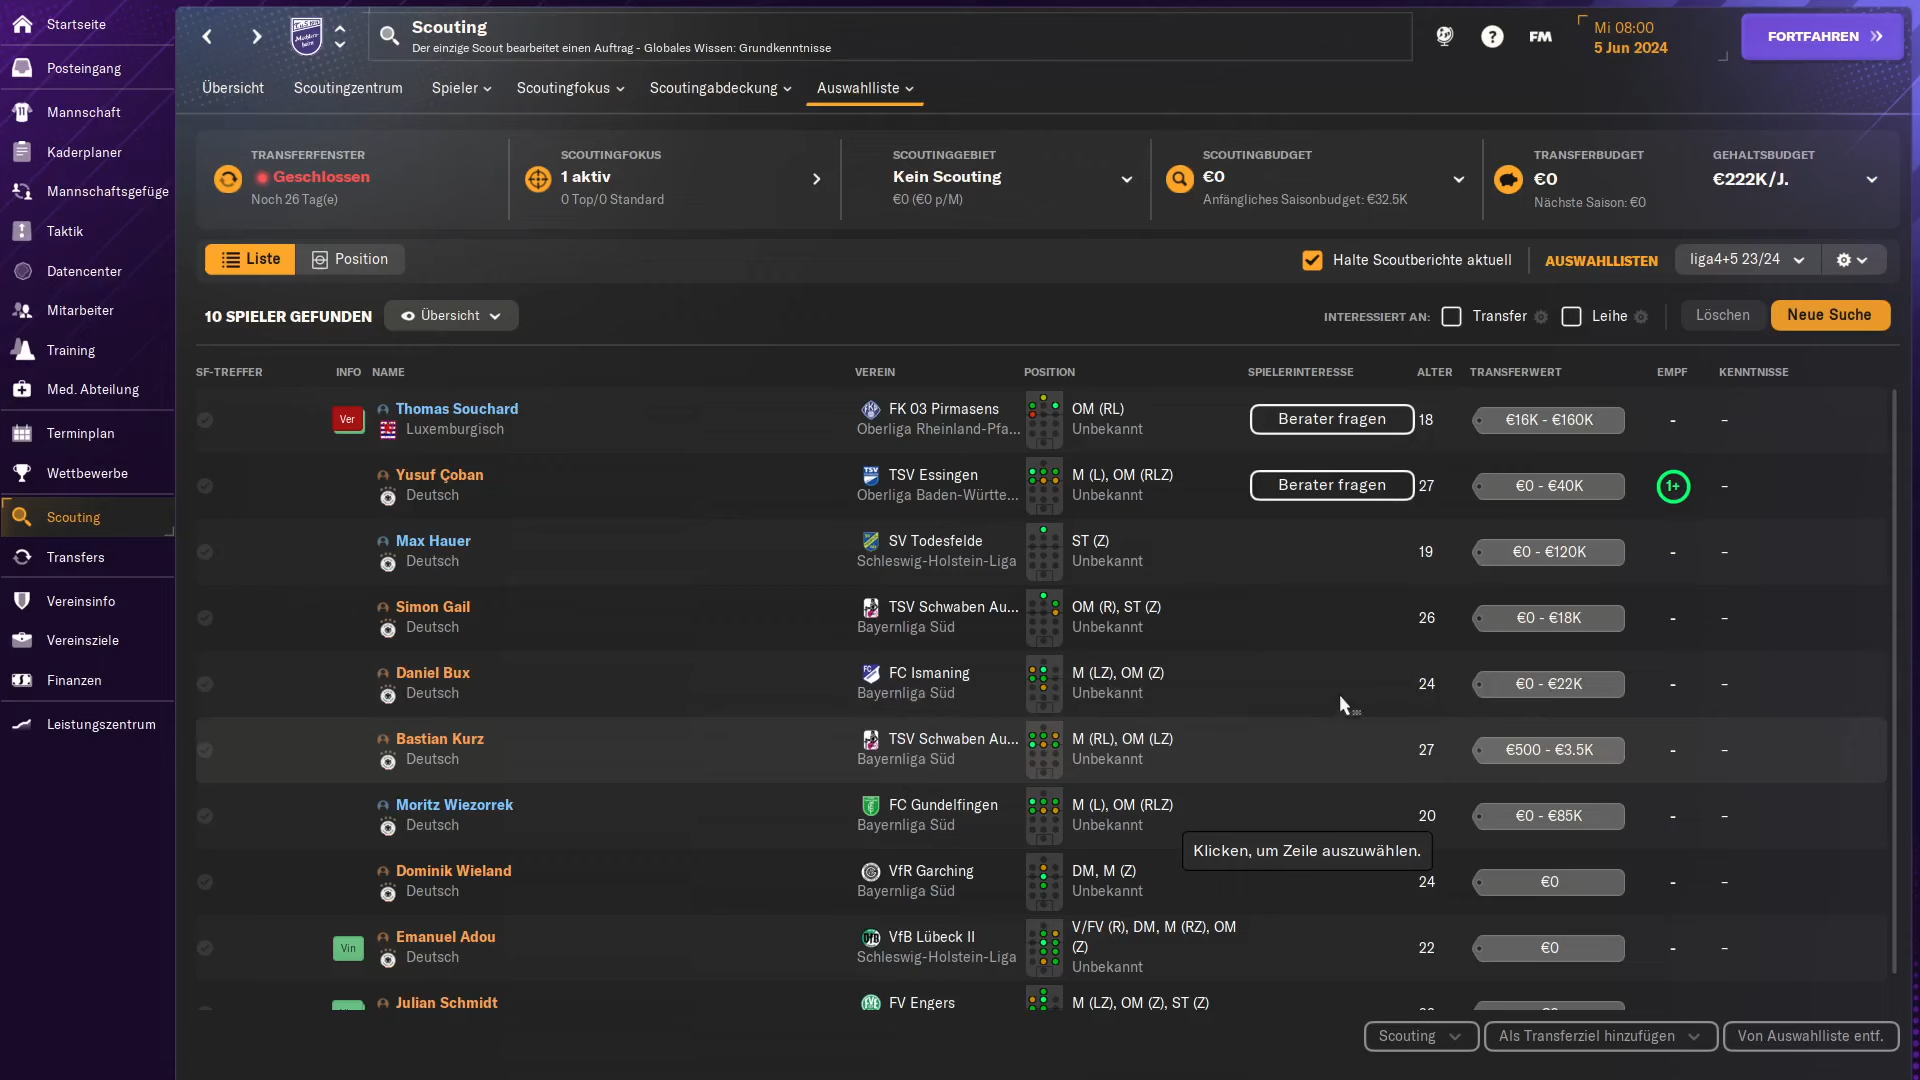 Startseite
Posteingang
Mannschaft
Kaderplaner
Mannschaftsgefüge
Taktik
Datencenter
Mitarbeiter
Training
Med. Abteilung
Terminplan
Wettbewerbe
Scouting
Transfers
Vereinsinfo
Vereinsziele
Finanzen
Leistungszentrum
Scouting
Der einzige Scout bearbeitet einen Auftrag - Globales Wissen: Grundkenntnisse
FM
Mi 08:00
5 Jun 2024
FORTFAHREN
Übersicht Scoutingzentrum Spieler Scoutingfokus Scoutingabdeckung Auswahlliste
TRANSFERFENSTER
Geschlossen
Noch 26 Tag(e)
SCOUTINGFOKUS
1 aktiv
0 Top/0 Standard
SCOUTINGGEBIET
Kein Scouting
€0 (€0 p/M)
SCOUTINGBUDGET
€0
Anfängliches Saisonbudget: €32.5K
TRANSFERBUDGET
€0
Nächste Saison: €0
GEHALTSBUDGET
€222K/J.
Liste Position
Halte Scoutberichte aktuell AUSWAHLLISTEN liga4+5 23/24
10 SPIELER GEFUNDEN Übersicht
INTERESSIERT AN: Transfer Leihe Löschen Neue Suche
SF-TREFFER INFO NAME VEREIN POSITION SPIELERINTERESSE ALTER TRANSFERWERT EMPF KENNTNISSE
Ver Thomas Souchard FK 03 Pirmasens OM (RL) Berater fragen 18 €16K - €160K - -
Luxemburgisch Oberliga Rheinland-Pfa... Unbekannt
Yusuf Çoban TSV Essingen M (L), OM (RLZ) Berater fragen 27 €0 - €40K 1+ -
Deutsch Oberliga Baden-Württe... Unbekannt
Max Hauer SV Todesfelde ST (Z) 19 €0 - €120K - -
Deutsch Schleswig-Holstein-Liga Unbekannt
Simon Gail TSV Schwaben Au... OM (R), ST (Z) 26 €0 - €18K - -
Deutsch Bayernliga Süd Unbekannt
Daniel Bux FC Ismaning M (LZ), OM (Z) 24 €0 - €22K - -
Deutsch Bayernliga Süd Unbekannt
Bastian Kurz TSV Schwaben Au... M (RL), OM (LZ) 27 €500 - €3.5K - -
Deutsch Bayernliga Süd Unbekannt
Moritz Wiezorrek FC Gundelfingen M (L), OM (RLZ) 20 €0 - €85K - -
Deutsch Bayernliga Süd Unbekannt
Klicken, um Zeile auszuwählen.
Dominik Wieland VfR Garching DM, M (Z) 24 €0 - -
Deutsch Bayernliga Süd Unbekannt
Vin Emanuel Adou VfB Lübeck II V/FV (R), DM, M (RZ), OM
(Z) 22 €0 - -
Deutsch Schleswig-Holstein-Liga Unbekannt
Julian Schmidt FV Engers M (LZ), OM (Z), ST (Z)
Scouting Als Transferziel hinzufügen Von Auswahlliste entf.